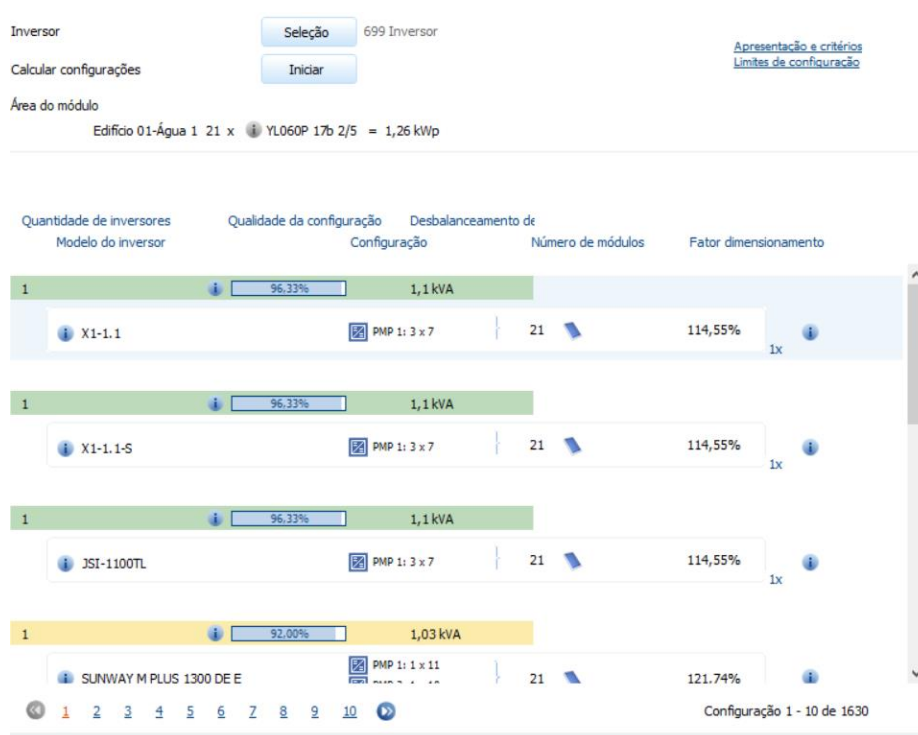 Inversor Seleção 699 Inversor
Apresentação e critérios
Calcular configurações Iniciar Limites de configuração
Área do módulo
Edifício 01-Água 1 21 x YL060P 17b 2/5 = 1,26 kWp
Quantidade de inversores Qualidade da configuração Desbalanceamento de
Modelo do inversor Configuração Número de módulos Fator dimensionamento
1 96.33% 1,1 kVA
X1-1.1 PMP 1: 3 x 7 21 114,55%
1x
1 96.33% 1,1 kVA
X1-1.1-S PMP 1: 3 x 7 21 114,55%
1x
1 96.33% 1,1 kVA
JSI-1100TL PMP 1: 3 x 7 21 114,55%
1x
1 92.00% 1,03 kVA
PMP 1: 1 x 11
SUNWAY M PLUS 1300 DE E 21 121,74%
1 2 3 4 5 6 7 8 9 10 Configuração 1 - 10 de 1630